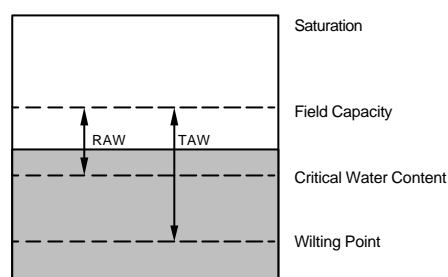 Saturation
Field Capacity
RAW TAW
Critical Water Content
Wilting Point